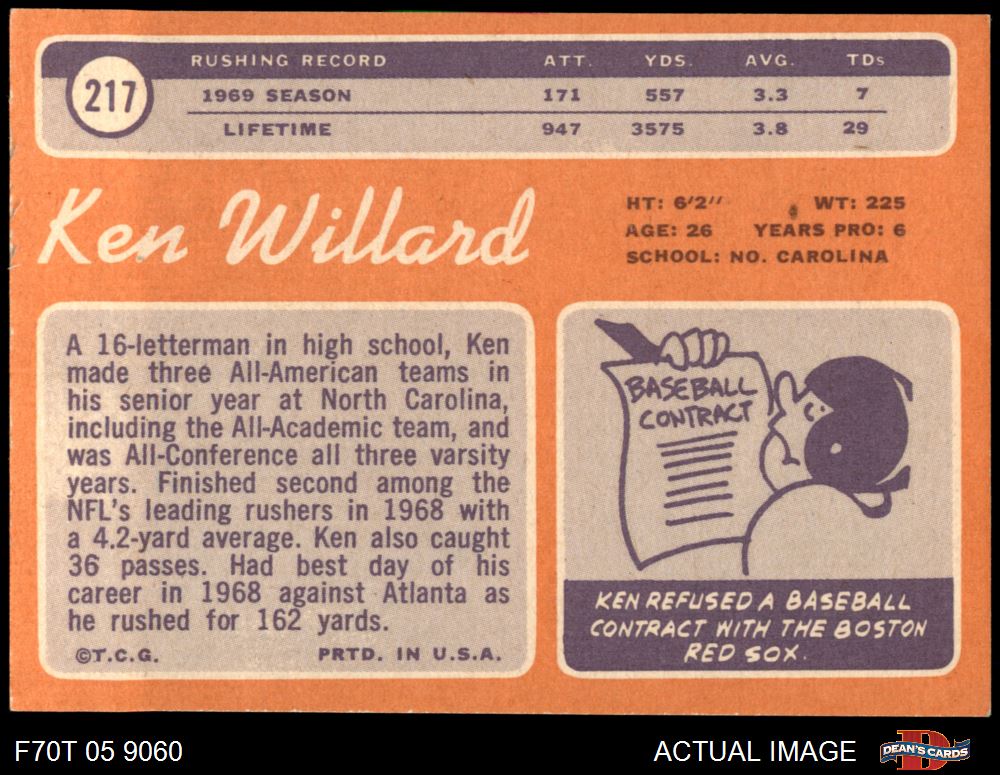 217
RUSHING RECORD ATT. YDS. AVG. TDs
1969 SEASON 171 557 3.3 7
LIFETIME 947 3575 3.8 29
Ken Willard
HT: 6'2" WT: 225
AGE: 26 YEARS PRO: 6
SCHOOL: NO. CAROLINA
A 16-letterman in high school, Ken
made three All-American teams in
his senior year at North Carolina,
including the All-Academic team, and
was All-Conference all three varsity
years. Finished second among the
NFL's leading rushers in 1968 with
a 4.2-yard average. Ken also caught
36 passes. Had best day of his
career in 1968 against Atlanta as
he rushed for 162 yards.
©T.C.G. PRTD. IN U.S.A.
BASEBALL
CONTRACT
KEN REFUSED A BASEBALL
CONTRACT WITH THE BOSTON
RED SOX.
F70T 05 9060 ACTUAL IMAGE DEAN'S CARDS